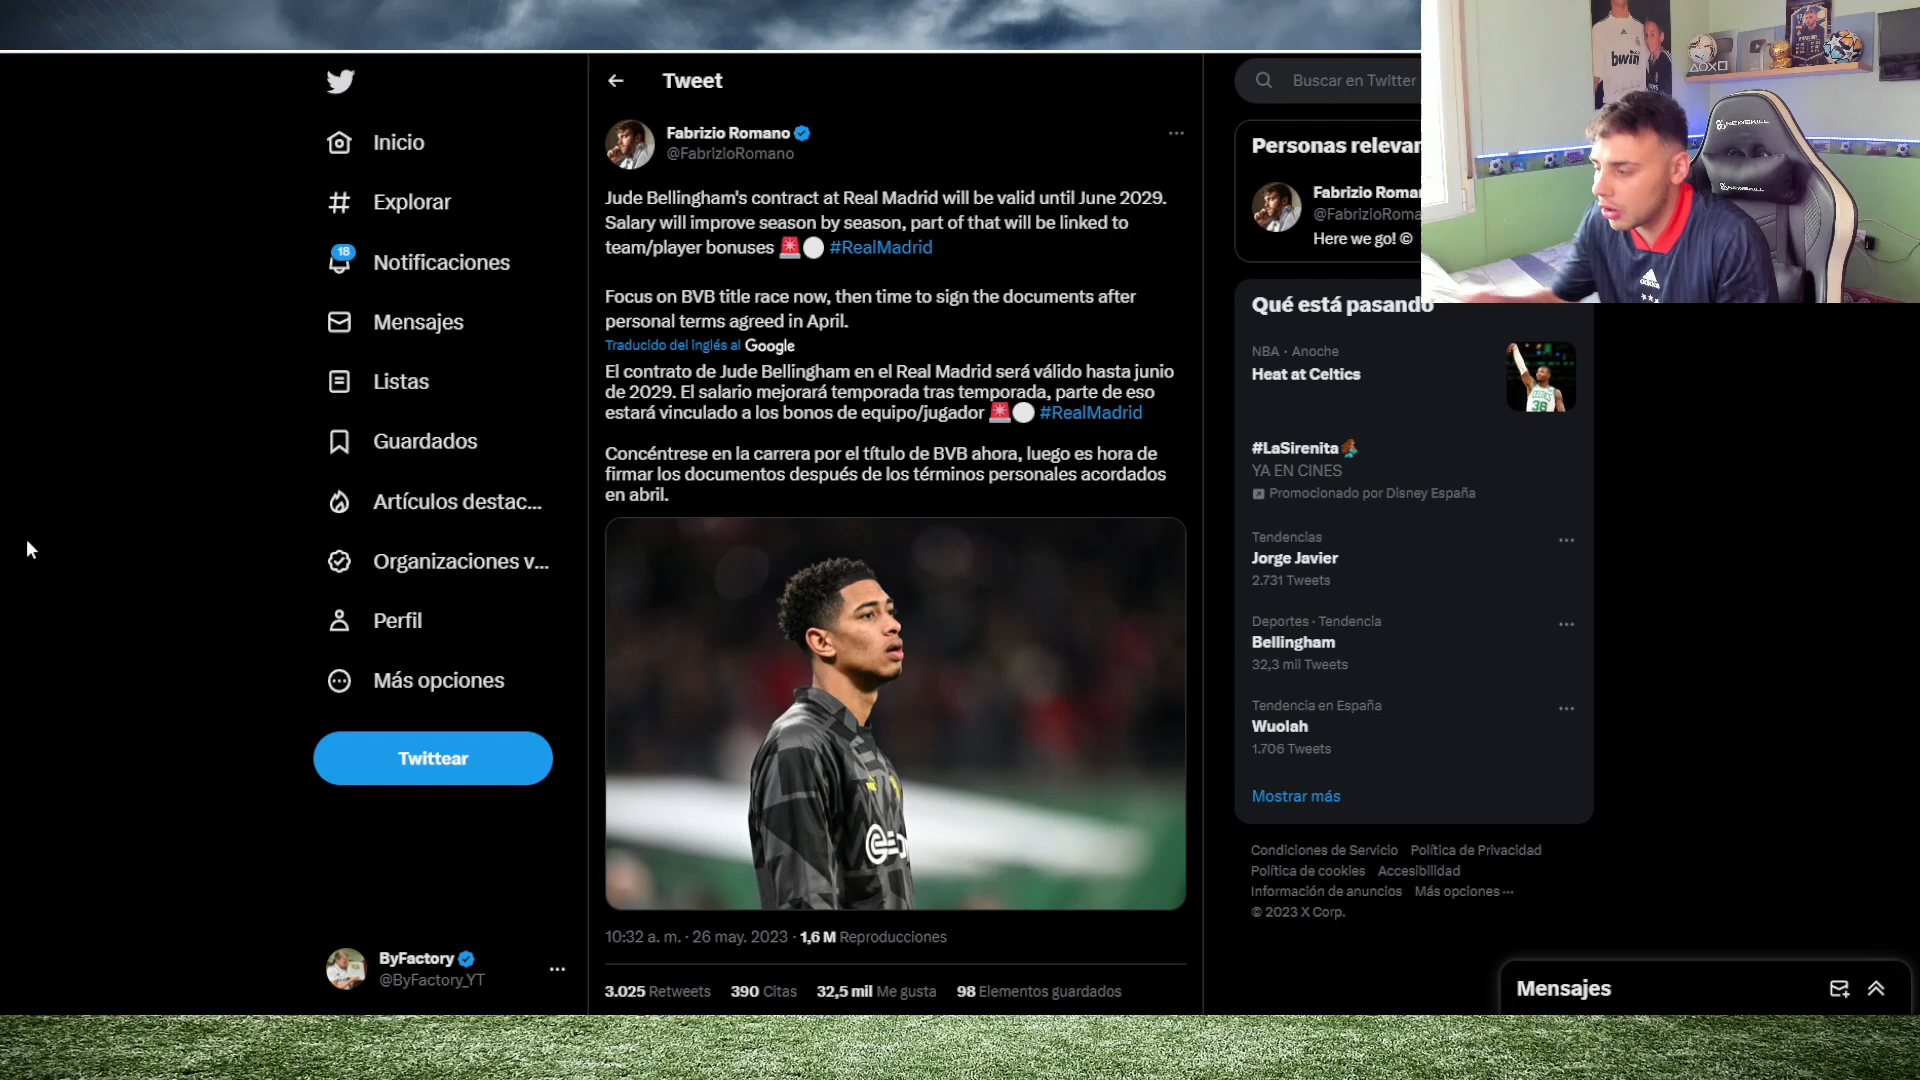 Inicio
Explorar
18
Notificaciones
Mensajes
Listas
Guardados
Artículos destac...
Organizaciones v...
Perfil
Más opciones
Twittear
ByFactory
@ByFactory_YT
Tweet
Fabrizio Romano
@FabrizioRomano
Jude Bellingham's contract at Real Madrid will be valid until June 2029.
Salary will improve season by season, part of that will be linked to
team/player bonuses 🚨⚪ #RealMadrid
Focus on BVB title race now, then time to sign the documents after
personal terms agreed in April.
Traducido del inglés al Google
El contrato de Jude Bellingham en el Real Madrid será válido hasta junio
de 2029. El salario mejorará temporada tras temporada, parte de eso
estará vinculado a los bonos de equipo/jugador 🚨⚪ #RealMadrid
Concéntrese en la carrera por el título de BVB ahora, luego es hora de
firmar los documentos después de los términos personales acordados
en abril.
10:32 a. m. · 26 may. 2023 · 1,6 M Reproducciones
3.025 Retweets 390 Citas 32,5 mil Me gusta 98 Elementos guardados
Buscar en Twitter
Personas relevan
Fabrizio Roma
@FabrizioRoma
Here we go! ©
Qué está pasando
NBA · Anoche
Heat at Celtics
#LaSirenita
YA EN CINES
Promocionado por Disney España
Tendencias
Jorge Javier
2.731 Tweets
Deportes · Tendencia
Bellingham
32,3 mil Tweets
Tendencia en España
Wuolah
1.706 Tweets
Mostrar más
Condiciones de Servicio Política de Privacidad
Política de cookies Accesibilidad
Información de anuncios Más opciones ···
© 2023 X Corp.
Mensajes
bwin
NEWSKILL
NEWSKILL
adidas